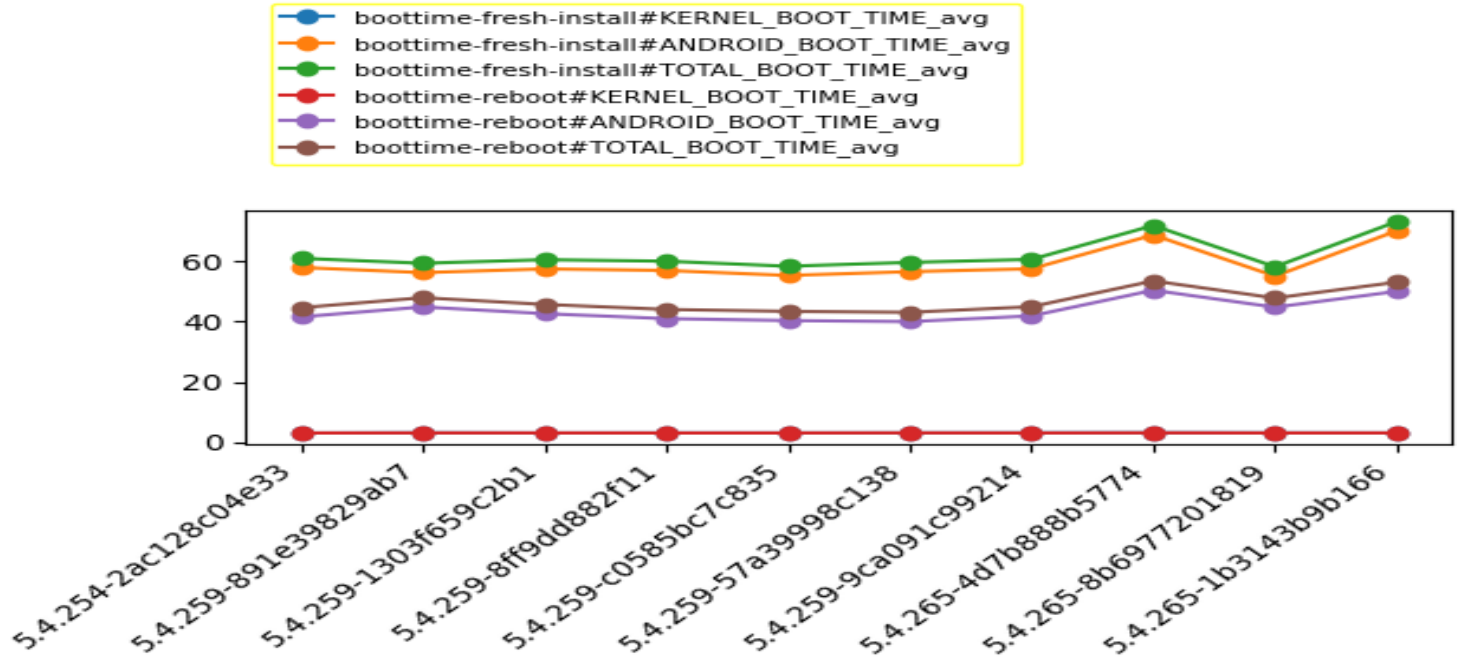 boottime-fresh-install#KERNEL_BOOT_TIME_avg
boottime-fresh-install#ANDROID_BOOT_TIME_avg
boottime-fresh-install#TOTAL_BOOT_TIME_avg
boottime-reboot#KERNEL_BOOT_TIME_avg
boottime-reboot#ANDROID_BOOT_TIME_avg
boottime-reboot#TOTAL_BOOT_TIME_avg
60
40
20
0
5.4.254-2ac128c04e33
5.4.259-891e39829ab7
5.4.259-1303f659c2b1
5.4.259-8ff9dd882f11
5.4.259-c0585bc7c835
5.4.259-57a39998c138
5.4.259-9ca091c99214
5.4.265-4d7b888b5774
5.4.265-8b6977201819
5.4.265-1b3143b9b166